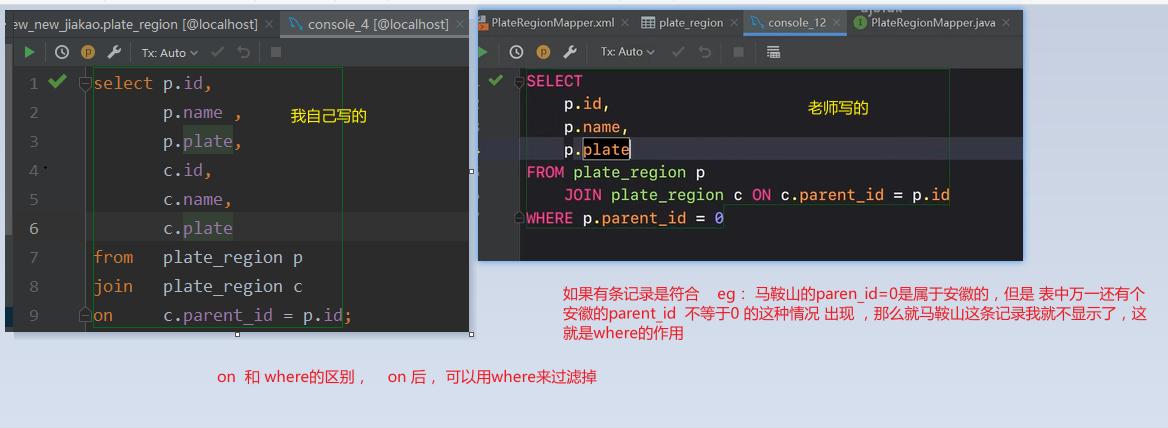 ew_new_jiakao.plate_region [@localhost]
console_4 [@localhost]
Tx: Auto
1 select p.id,
2 p.name ,
3 p.plate,
4 c.id,
5 c.name,
6 c.plate
7 from plate_region p
8 join plate_region c
9 on c.parent_id = p.id;
我自己写的
PlateRegionMapper.xml
plate_region
console_12
PlateRegionMapper.java
Tx: Auto
SELECT
p.id,
p.name,
p.plate
FROM plate_region p
JOIN plate_region c ON c.parent_id = p.id
WHERE p.parent_id = 0
老师写的
如果有条记录是符合 eg： 马鞍山的paren_id=0是属于安徽的，但是 表中万一还有个
安徽的parent_id 不等于0 的这种情况 出现 ，那么就马鞍山这条记录我就不显示了，这
就是where的作用
on 和 where的区别， on 后，可以用where来过滤掉